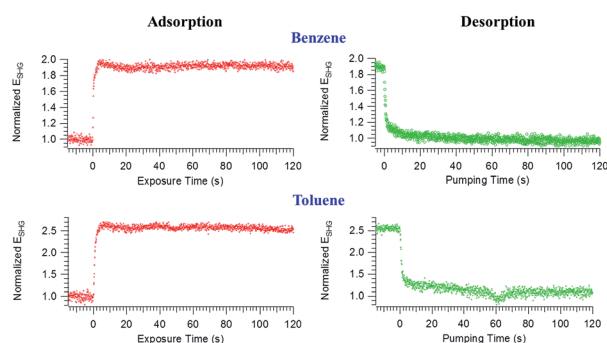 Adsorption
Desorption
Benzene
Normalized E_SHG
2.0
1.8
1.6
1.4
1.2
1.0
0 20 40 60 80 100 120
Exposure Time (s)
Normalized E_SHG
2.0
1.8
1.6
1.4
1.2
1.0
0 20 40 60 80 100 120
Pumping Time (s)
Toluene
Normalized E_SHG
2.5
2.0
1.5
1.0
0 20 40 60 80 100 120
Exposure Time (s)
Normalized E_SHG
2.5
2.0
1.5
1.0
0 20 40 60 80 100 120
Pumping Time (s)